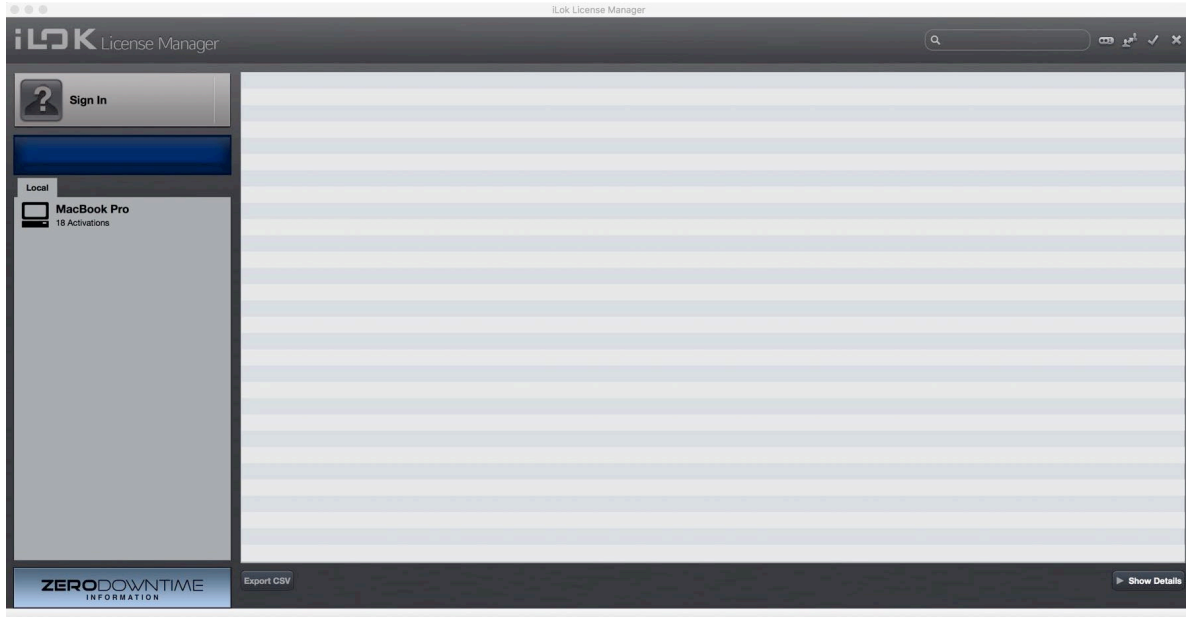 iLok License Manager
iLOK License Manager
Sign In
Local
MacBook Pro
18 Activations
ZERODOWNTIME
INFORMATION
Export CSV
Show Details